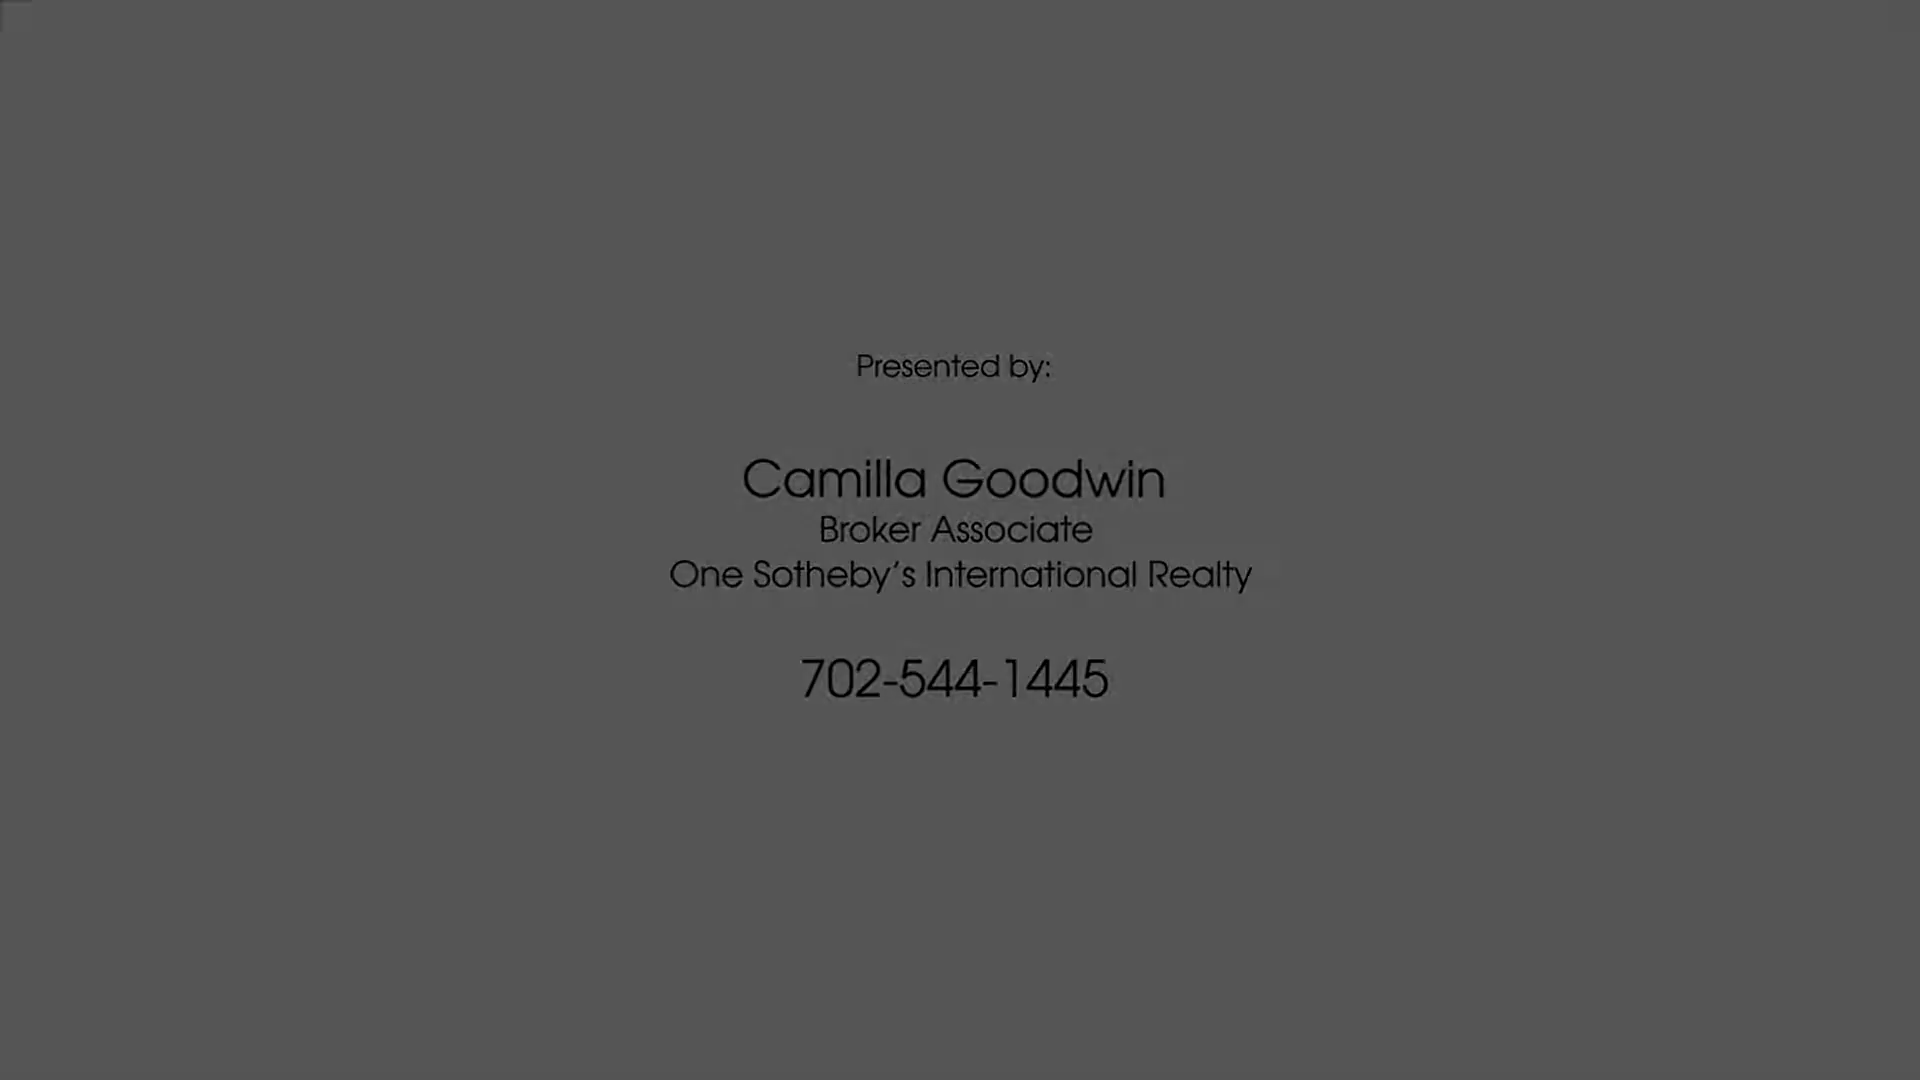 Presented by:
Camilla Goodwin
Broker Associate
One Sotheby's International Realty
702-544-1445